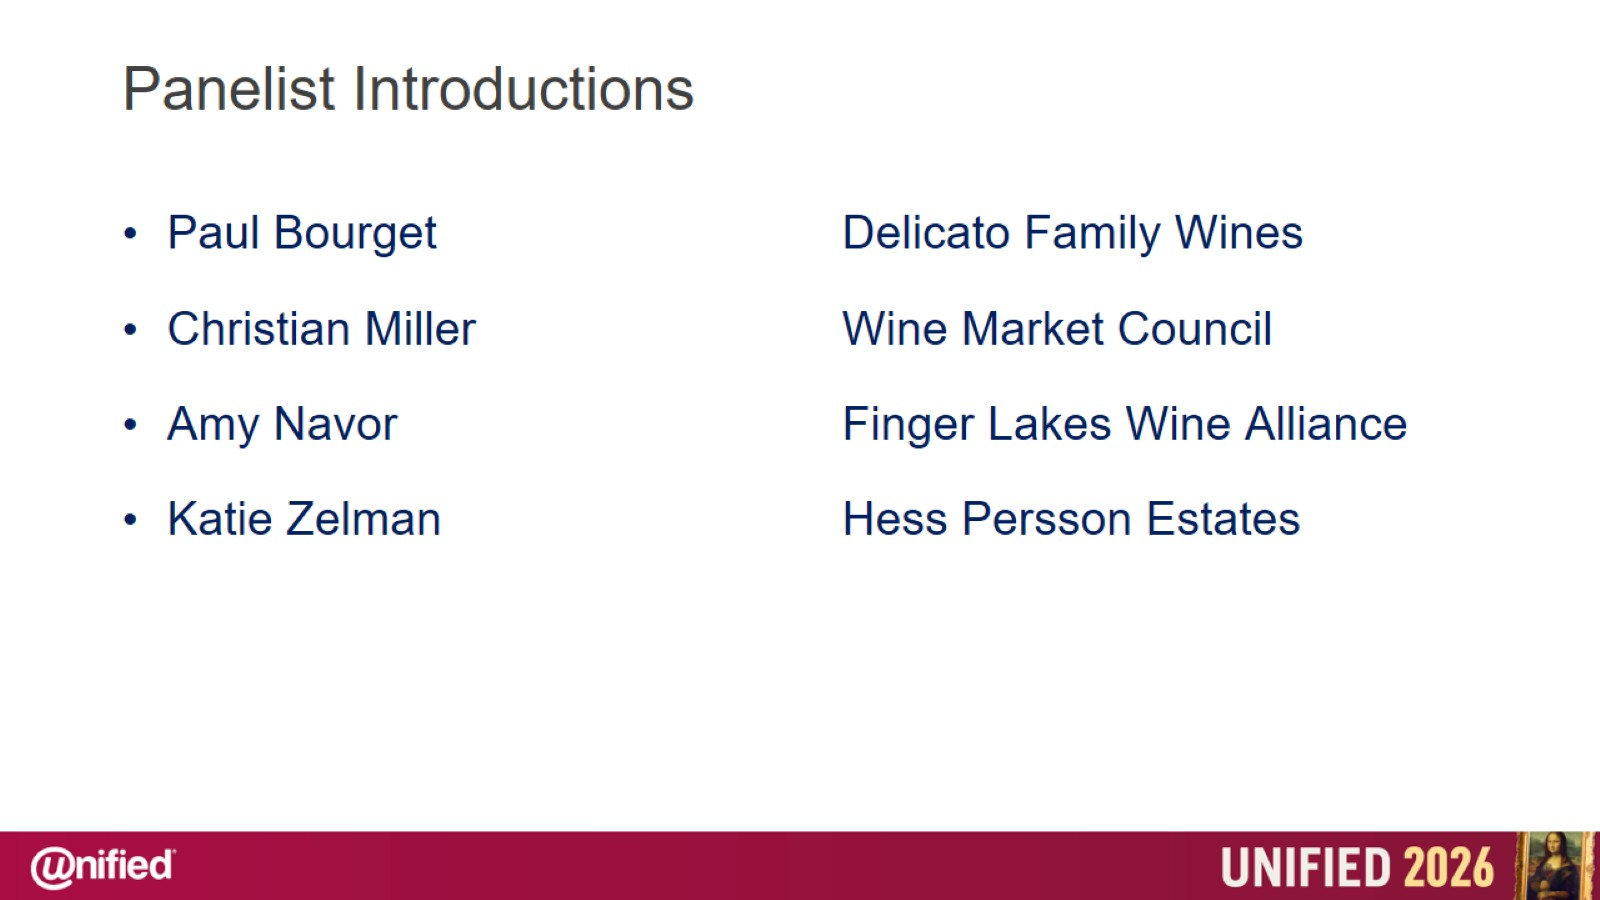 Panelist Introductions
• Paul Bourget Delicato Family Wines
• Christian Miller Wine Market Council
• Amy Navor Finger Lakes Wine Alliance
• Katie Zelman Hess Persson Estates
@unified® UNIFIED 2026